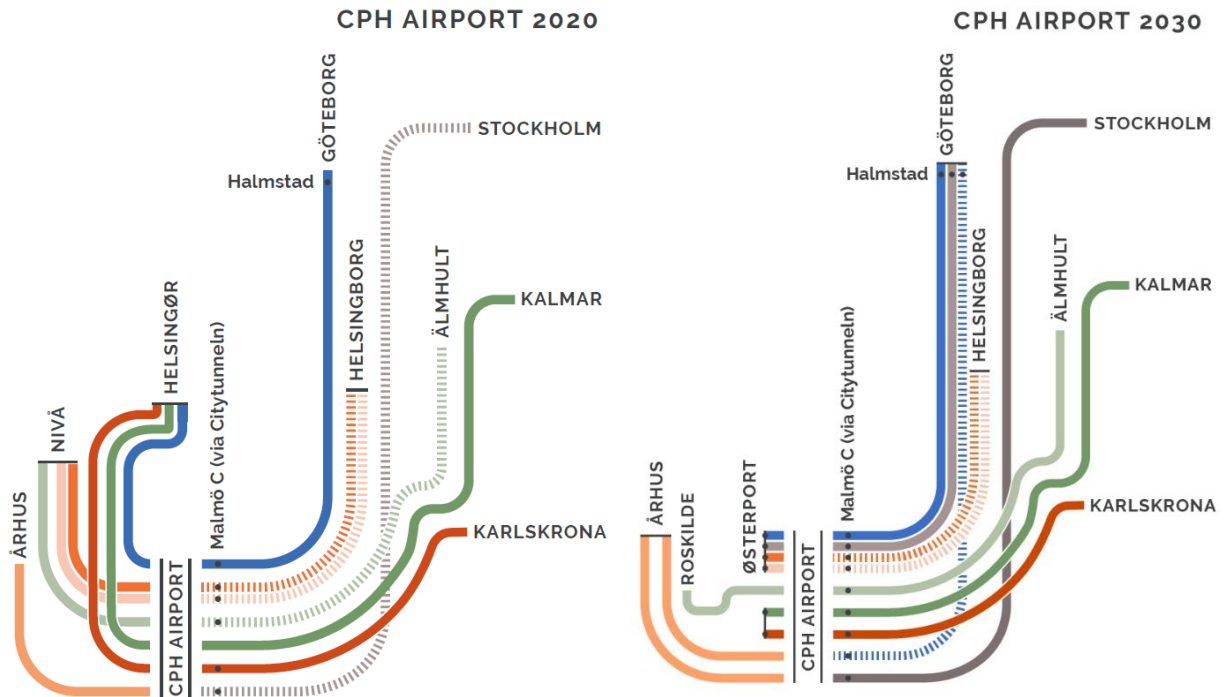 CPH AIRPORT 2020
GÖTEBORG
STOCKHOLM
Halmstad
HELSINGBORG
ÄLMHULT
KALMAR
HELSINGØR
Malmö C (via Citytunneln)
NIVÅ
ÅRHUS
KARLSKRONA
CPH AIRPORT
CPH AIRPORT 2030
GÖTEBORG
STOCKHOLM
Halmstad
HELSINGBORG
ÄLMHULT
KALMAR
Malmö C (via Citytunneln)
ÅRHUS
ROSKILDE
ØSTERPORT
KARLSKRONA
CPH AIRPORT